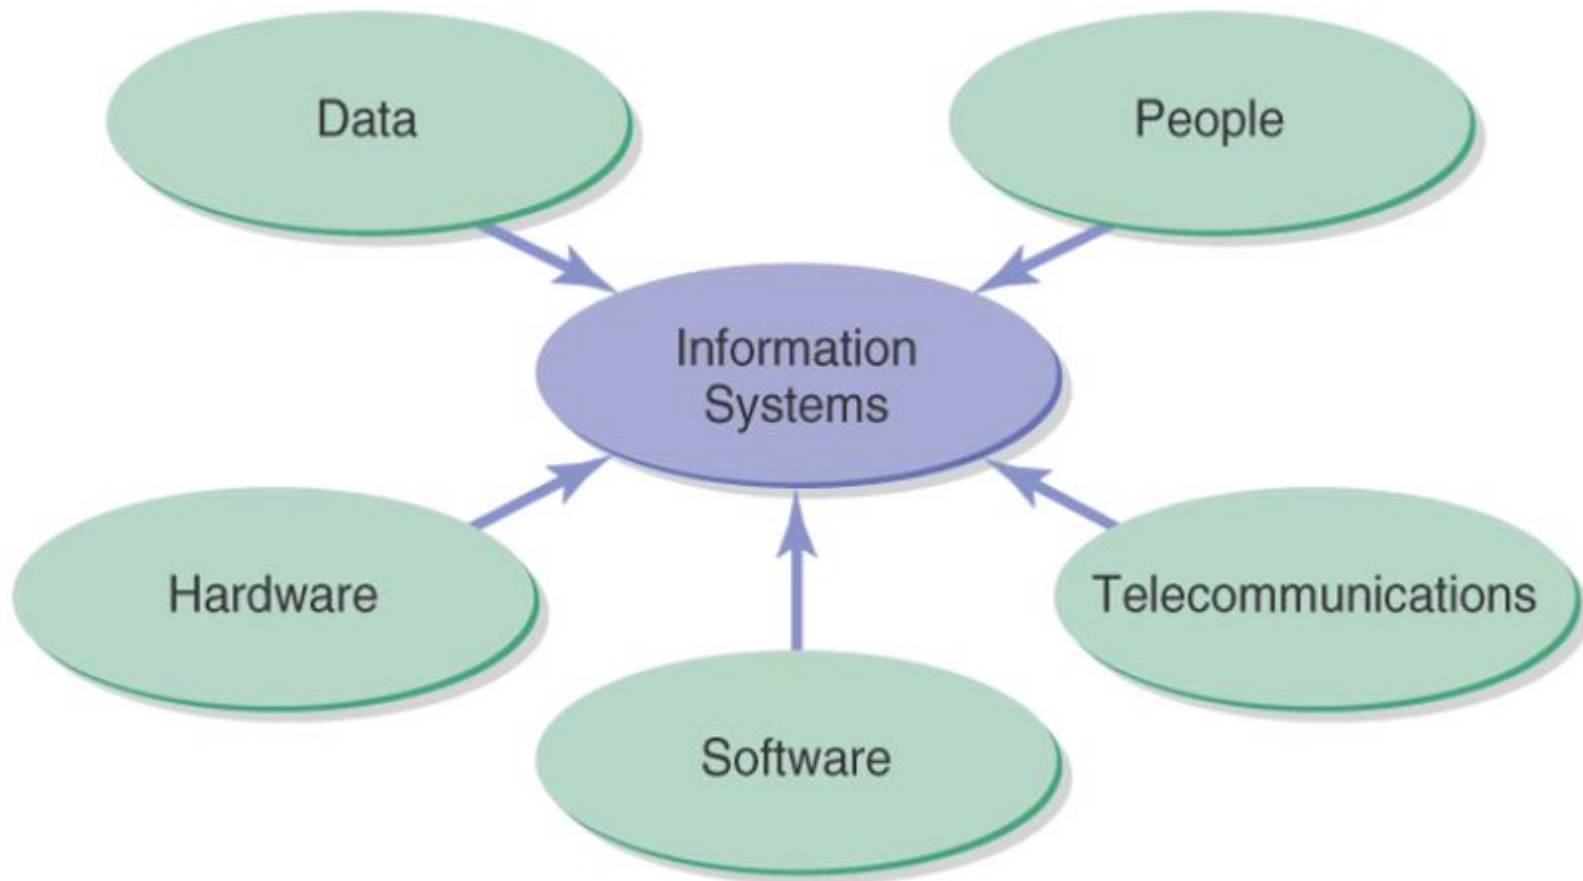 Data
People
Information
Systems
Hardware
Telecommunications
Software